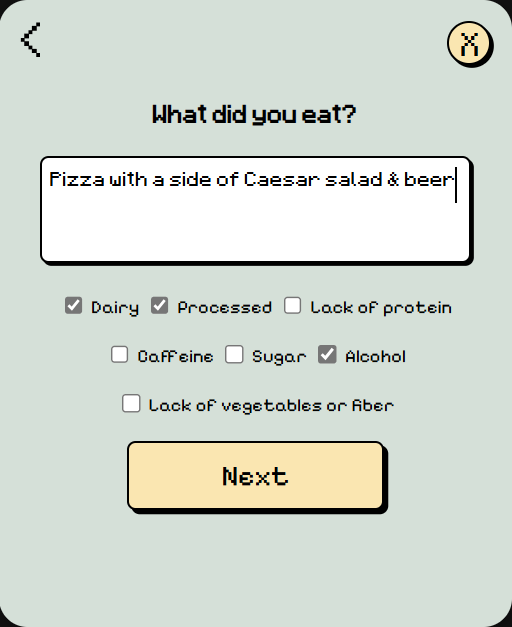 X
What did you eat?
Pizza with a side of Caesar salad & beer
Dairy Processed Lack of protein
Caffeine Sugar Alcohol
Lack of vegetables or fiber
Next